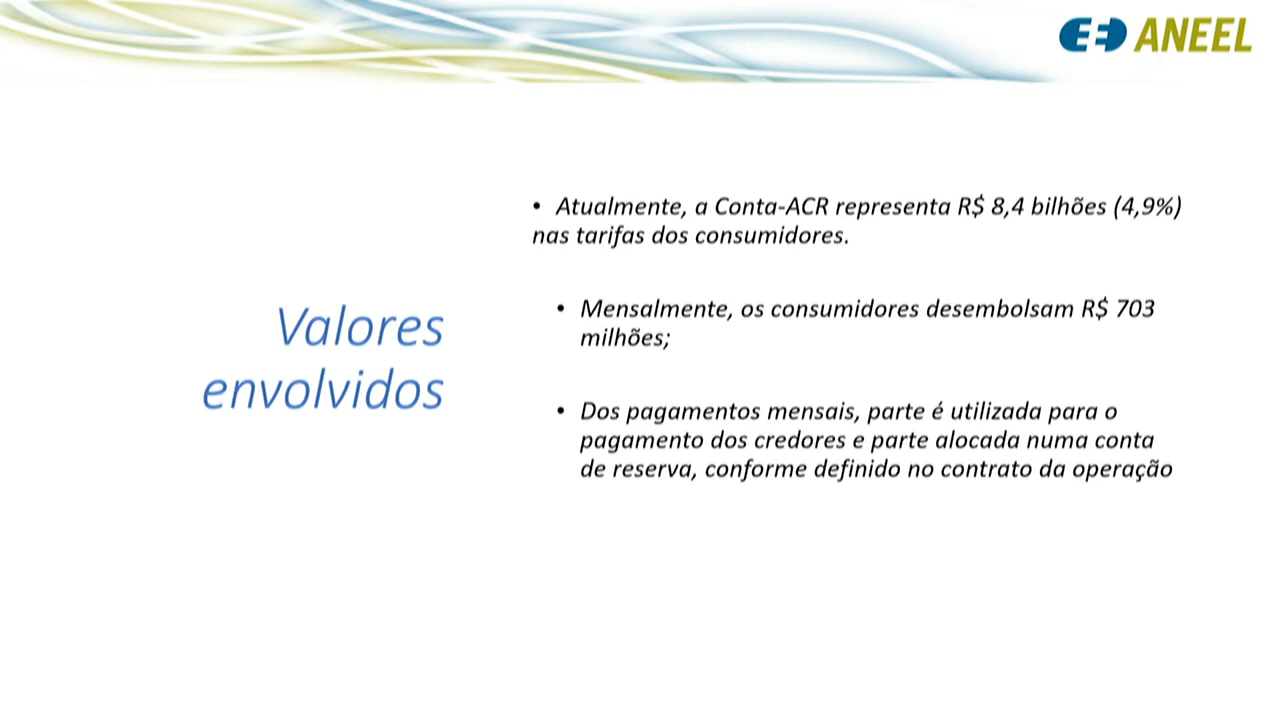 ANEEL
Valores
envolvidos
• Atualmente, a Conta-ACR representa R$ 8,4 bilhões (4,9%)
nas tarifas dos consumidores.
• Mensalmente, os consumidores desembolsam R$ 703
milhões;
• Dos pagamentos mensais, parte é utilizada para o
pagamento dos credores e parte alocada numa conta
de reserva, conforme definido no contrato da operação